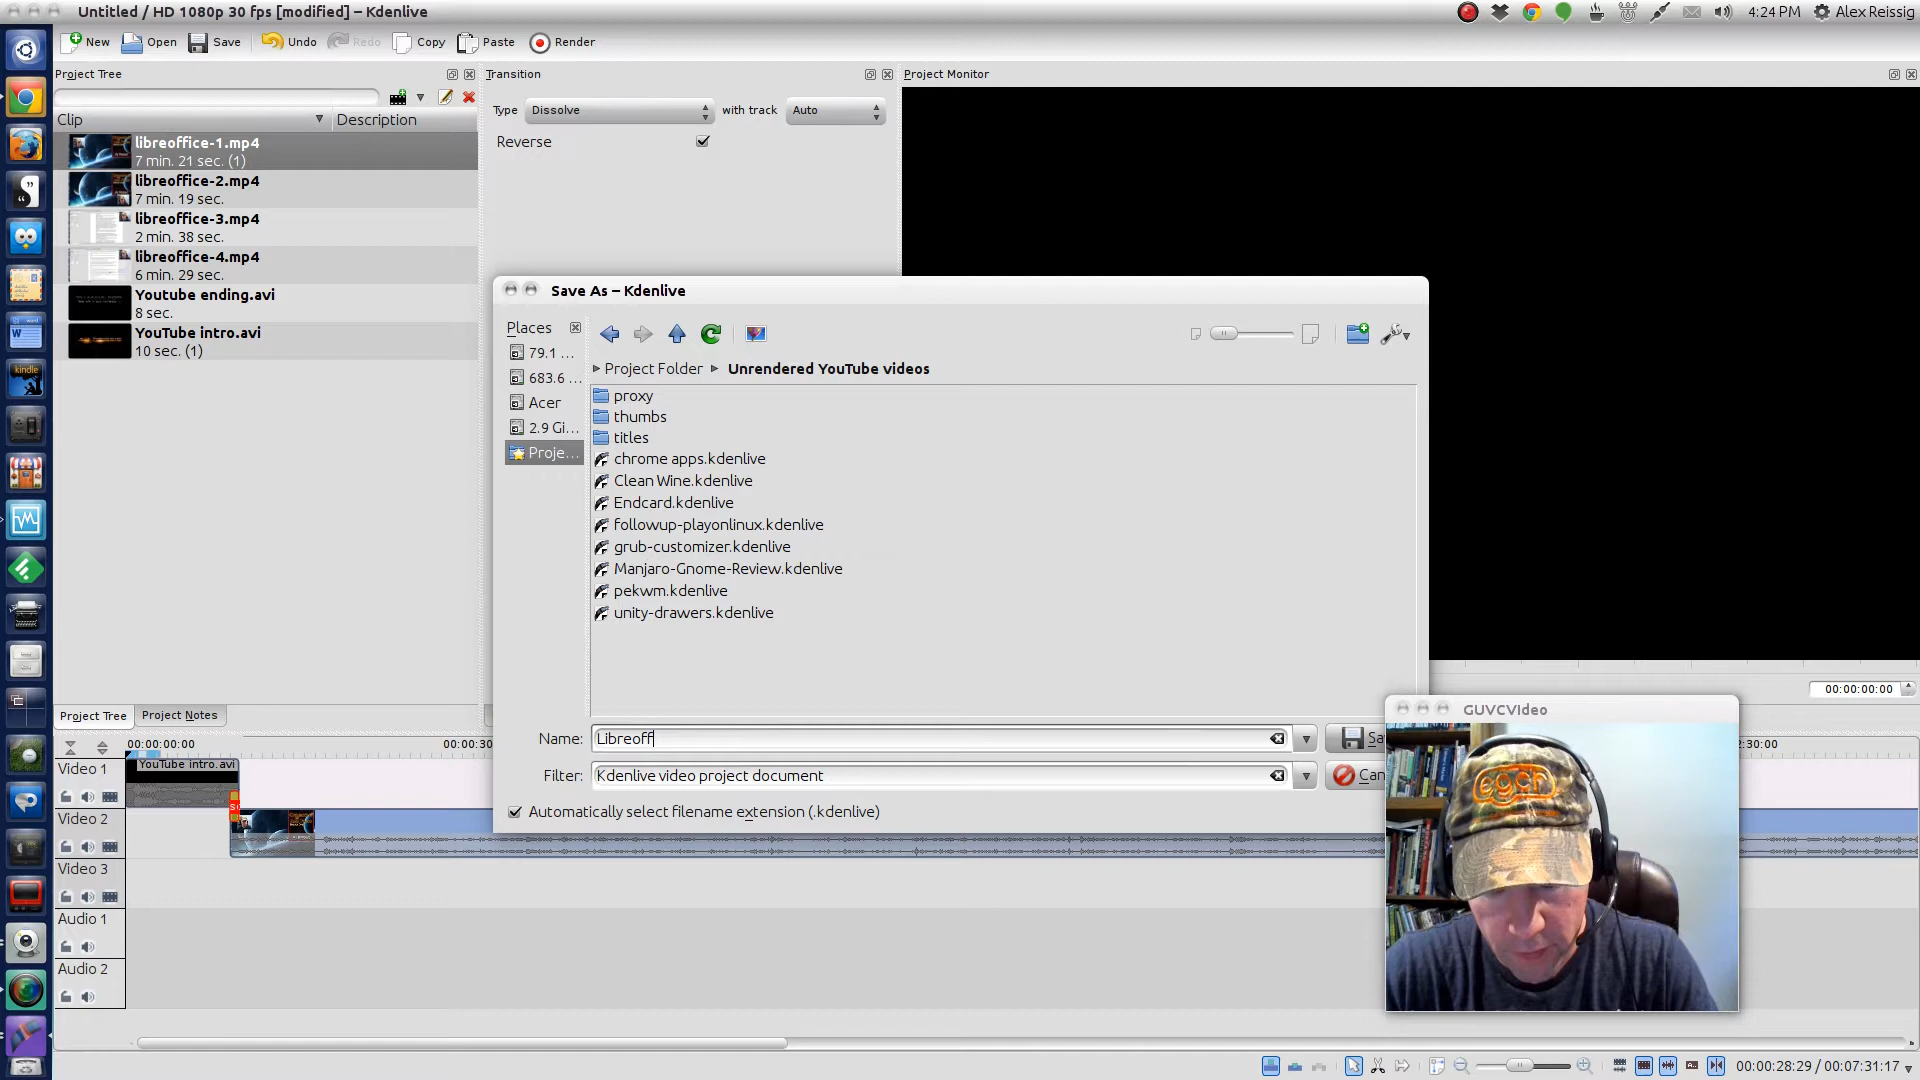 Untitled / HD 1080p 30 fps [modified] – Kdenlive
4:24 PM Alex Reissig
New Open Save Undo Redo Copy Paste Render
Project Tree
Transition
Project Monitor
Type Dissolve with track Auto
Reverse
Clip Description
libreoffice-1.mp4
7 min. 21 sec. (1)
libreoffice-2.mp4
7 min. 19 sec.
libreoffice-3.mp4
2 min. 38 sec.
libreoffice-4.mp4
6 min. 29 sec.
Youtube ending.avi
8 sec.
YouTube intro.avi
10 sec. (1)
Save As – Kdenlive
Places
79.1 ...
683.6 ...
Acer
2.9 Gi...
Proje...
Project Folder Unrendered YouTube videos
proxy
thumbs
titles
chrome apps.kdenlive
Clean Wine.kdenlive
Endcard.kdenlive
followup-playonlinux.kdenlive
grub-customizer.kdenlive
Manjaro-Gnome-Review.kdenlive
pekwm.kdenlive
unity-drawers.kdenlive
Name: Libreoff
Sa
Filter: Kdenlive video project document
Can
Automatically select filename extension (.kdenlive)
00:00:00:00
GUVCVIdeo
egch
Project Tree Project Notes
00:00:00:00 00:00:30 2:30:00
Video 1
YouTube intro.avi
Video 2
Video 3
Audio 1
Audio 2
word
kindle
00:00:28:29 / 00:07:31:17